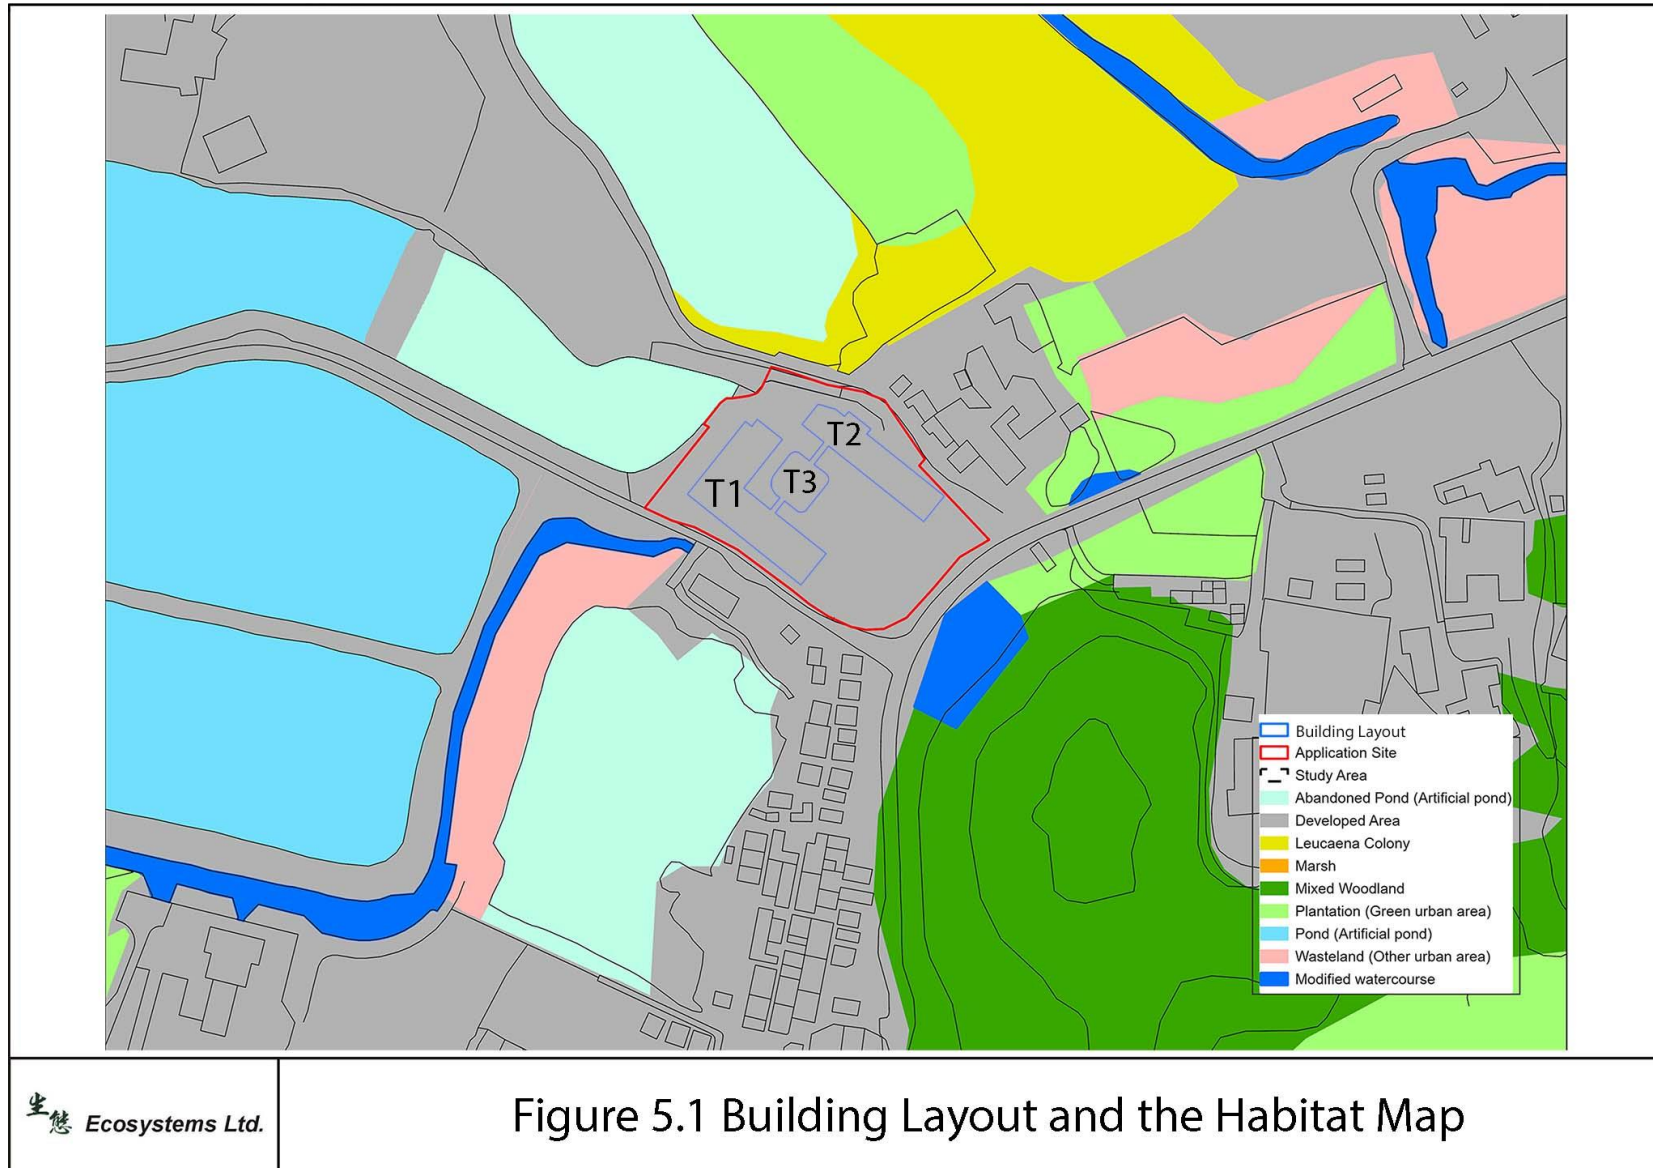 T2
T3
T1
Building Layout
Application Site
Study Area
Abandoned Pond (Artificial pond)
Developed Area
Leucaena Colony
Marsh
Mixed Woodland
Plantation (Green urban area)
Pond (Artificial pond)
Wasteland (Other urban area)
Modified watercourse
生態 Ecosystems Ltd.
Figure 5.1 Building Layout and the Habitat Map